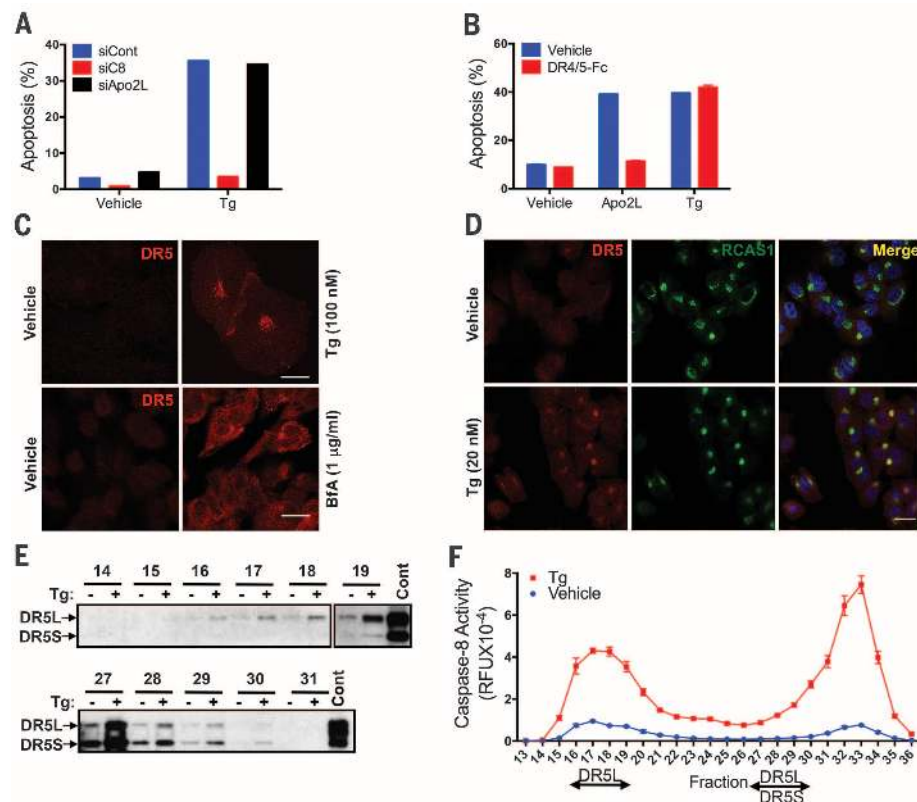 A
Apoptosis (%)
40
30
20
10
0
siCont
siC8
siApo2L
Vehicle
Tg
B
Apoptosis (%)
60
40
20
0
Vehicle
DR4/5-Fc
Vehicle
Apo2L
Tg
C
Vehicle
DR5
Tg (100 nM)
Vehicle
DR5
BfA (1 µg/ml)
D
DR5
RCAS1
Merge
Vehicle
Tg (20 nM)
E
14 15 16 17 18 19 Cont
Tg: - + - + - + - + - + - +
DR5L
DR5S
27 28 29 30 31 Cont
Tg: - + - + - + - + - +
DR5L
DR5S
F
Caspase-8 Activity
(RFUX10-4)
8
6
4
2
0
Tg
Vehicle
13 14 15 16 17 18 19 20 21 22 23 24 25 26 27 28 29 30 31 32 33 34 35 36
DR5L
Fraction
DR5L
DR5S